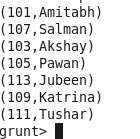 (101,Amitabh)
(107,Salman)
(103,Akshay)
(105,Pawan)
(113,Jubeen)
(109,Katrina)
(111,Tushar)
grunt>